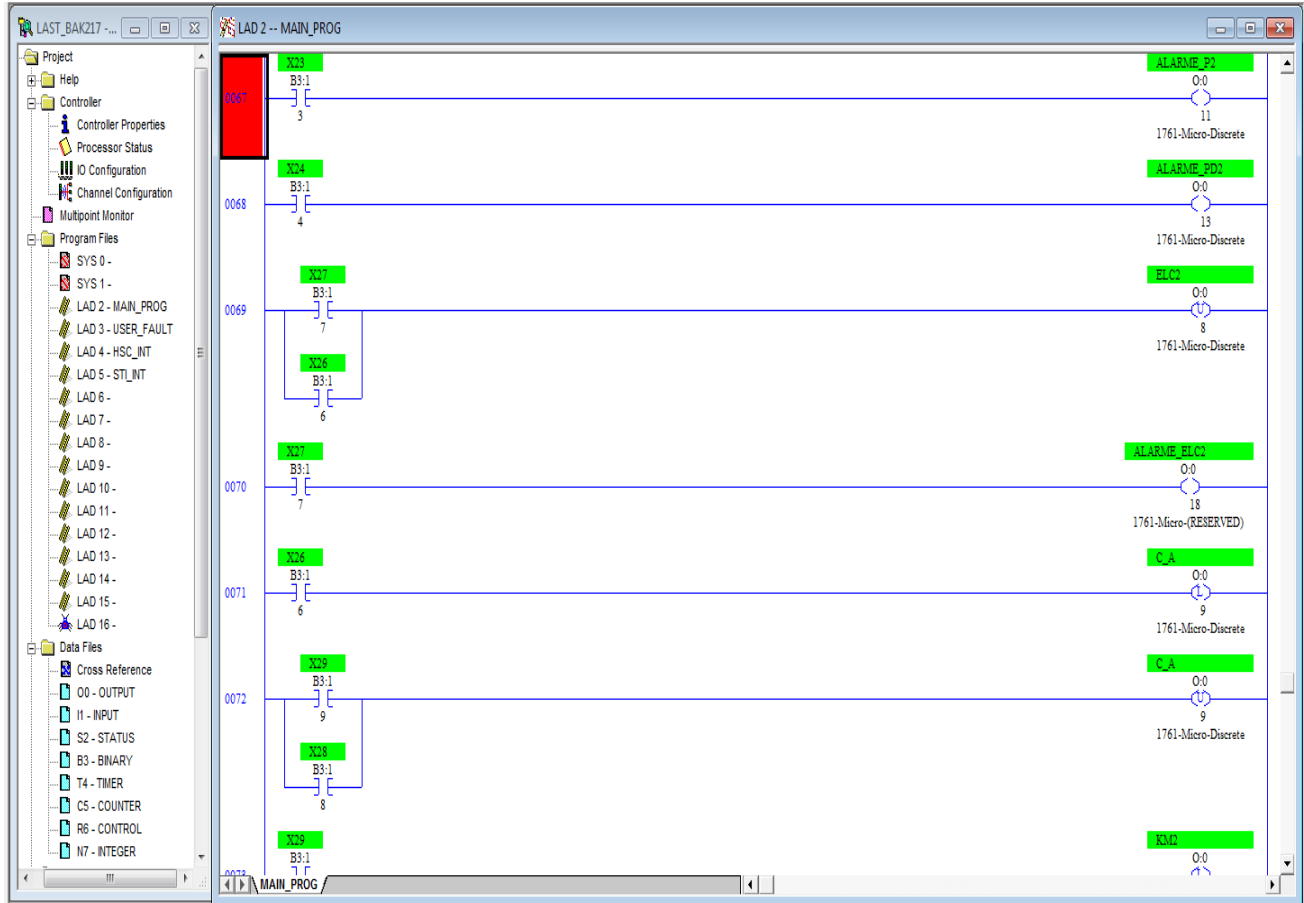 LAST_BAK217 -...
LAD 2 -- MAIN_PROG
Project
Help
Controller
Controller Properties
Processor Status
IO Configuration
Channel Configuration
Multipoint Monitor
Program Files
SYS 0 -
SYS 1 -
LAD 2 - MAIN_PROG
LAD 3 - USER_FAULT
LAD 4 - HSC_INT
LAD 5 - STI_INT
LAD 6 -
LAD 7 -
LAD 8 -
LAD 9 -
LAD 10 -
LAD 11 -
LAD 12 -
LAD 13 -
LAD 14 -
LAD 15 -
LAD 16 -
Data Files
Cross Reference
O0 - OUTPUT
I1 - INPUT
S2 - STATUS
B3 - BINARY
T4 - TIMER
C5 - COUNTER
R6 - CONTROL
N7 - INTEGER
X23 ALARME_P2
B3:1 O:0
0067
3 11
1761-Micro-Discrete
X24 ALARME_PD2
B3:1 O:0
0068
4 13
1761-Micro-Discrete
X27 ELC2
B3:1 O:0
0069 U
7 8
1761-Micro-Discrete
X26
B3:1
6
X27 ALARME_ELC2
B3:1 O:0
0070
7 18
1761-Micro-(RESERVED)
X26 C_A
B3:1 O:0
0071 L
6 9
1761-Micro-Discrete
X29 C_A
B3:1 O:0
0072 U
9 9
1761-Micro-Discrete
X28
B3:1
8
X29 KM2
B3:1 O:0
0073
MAIN_PROG